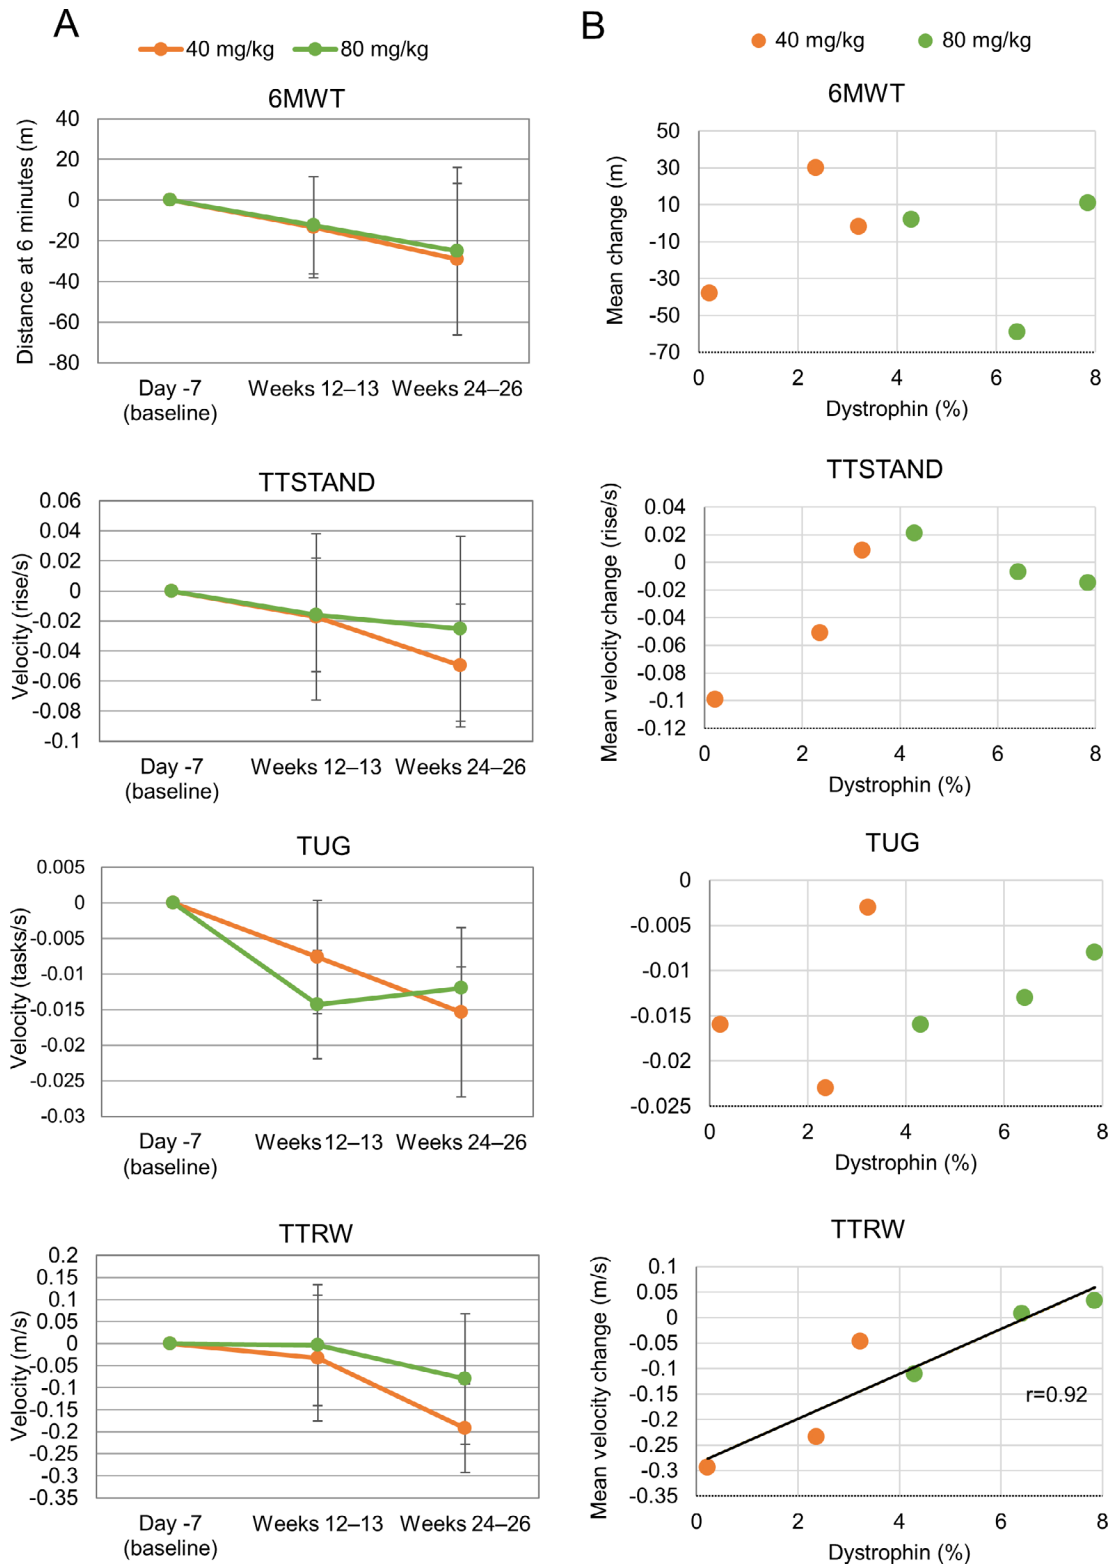 A
40 mg/kg 80 mg/kg
6MWT
Distance at 6 minutes (m)
40
20
0
-20
-40
-60
-80
Day -7 (baseline)
Weeks 12–13
Weeks 24–26
TTSTAND
Velocity (rise/s)
0.06
0.04
0.02
0
-0.02
-0.04
-0.06
-0.08
-0.1
Day -7 (baseline)
Weeks 12–13
Weeks 24–26
TUG
Velocity (tasks/s)
0.005
0
-0.005
-0.01
-0.015
-0.02
-0.025
-0.03
Day -7 (baseline)
Weeks 12–13
Weeks 24–26
TTRW
Velocity (m/s)
0.2
0.15
0.1
0.05
0
-0.05
-0.1
-0.15
-0.2
-0.25
-0.3
-0.35
Day -7 (baseline)
Weeks 12–13
Weeks 24–26
B
40 mg/kg 80 mg/kg
6MWT
Mean change (m)
50
30
10
-10
-30
-50
-70
0 2 4 6 8
Dystrophin (%)
TTSTAND
Mean velocity change (rise/s)
0.04
0.02
0
-0.02
-0.04
-0.06
-0.08
-0.1
-0.12
0 2 4 6 8
Dystrophin (%)
TUG
0
-0.005
-0.01
-0.015
-0.02
-0.025
0 2 4 6 8
Dystrophin (%)
TTRW
Mean velocity change (m/s)
0.1
0.05
0
-0.05
-0.1
-0.15
-0.2
-0.25
-0.3
-0.35
r=0.92
0 2 4 6 8
Dystrophin (%)